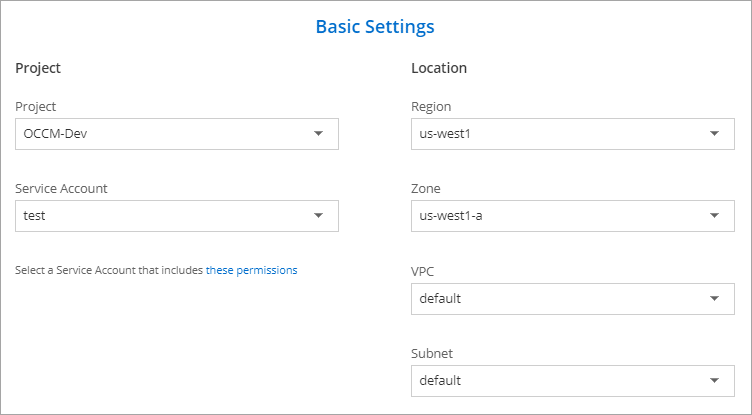 Basic Settings
Project
Project
OCCM-Dev
Service Account
test
Select a Service Account that includes these permissions
Location
Region
us-west1
Zone
us-west1-a
VPC
default
Subnet
default